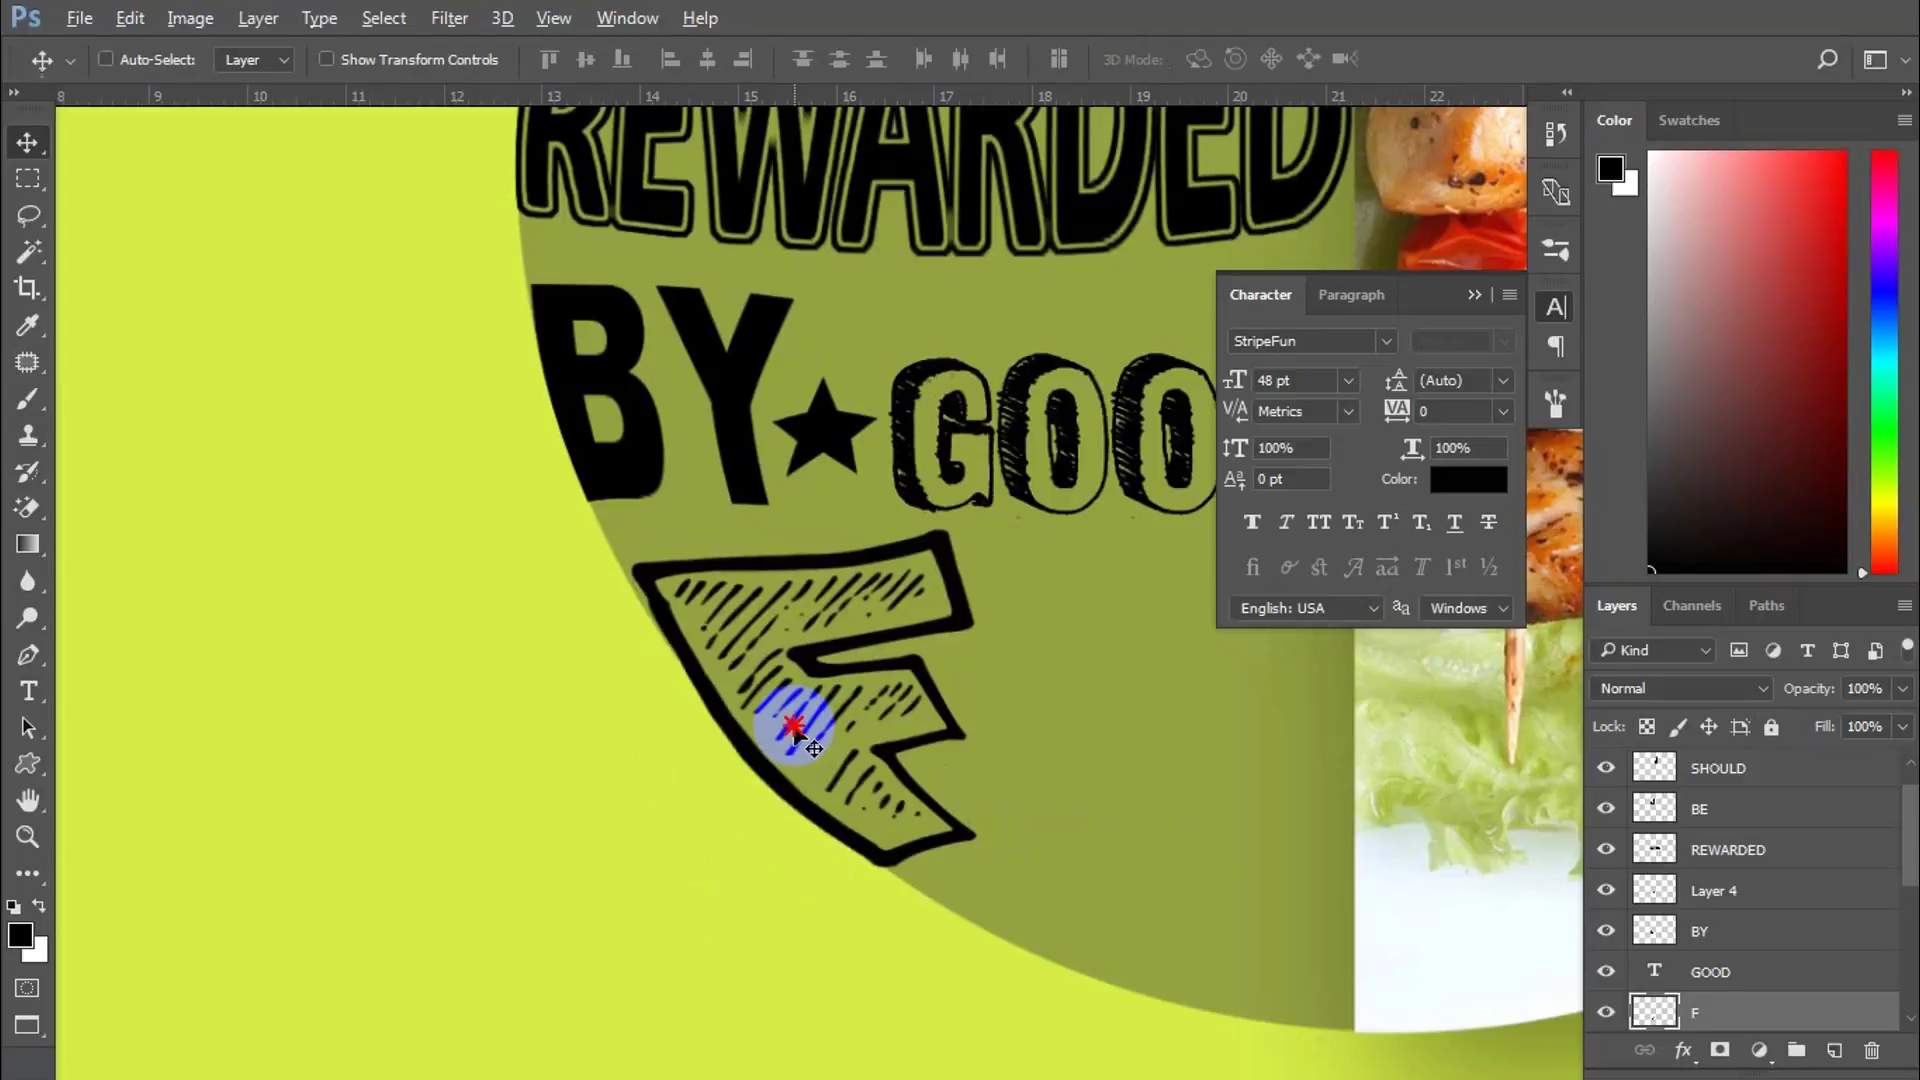 Ps File Edit Image Layer Type Select Filter 3D View Window Help
Auto-Select: Layer Show Transform Controls 3D Mode:
8 9 10 11 12 13 14 15 16 17 18 19 20 21 22
Color Swatches
REWARDED
BY★GOO
F
Character Paragraph
StripeFun
48 pt (Auto)
Metrics 0
100% 100%
0 pt Color:
English: USA Windows
Layers Channels Paths
Kind
Normal Opacity: 100%
Lock: Fill: 100%
SHOULD
BE
REWARDED
Layer 4
BY
GOOD
F